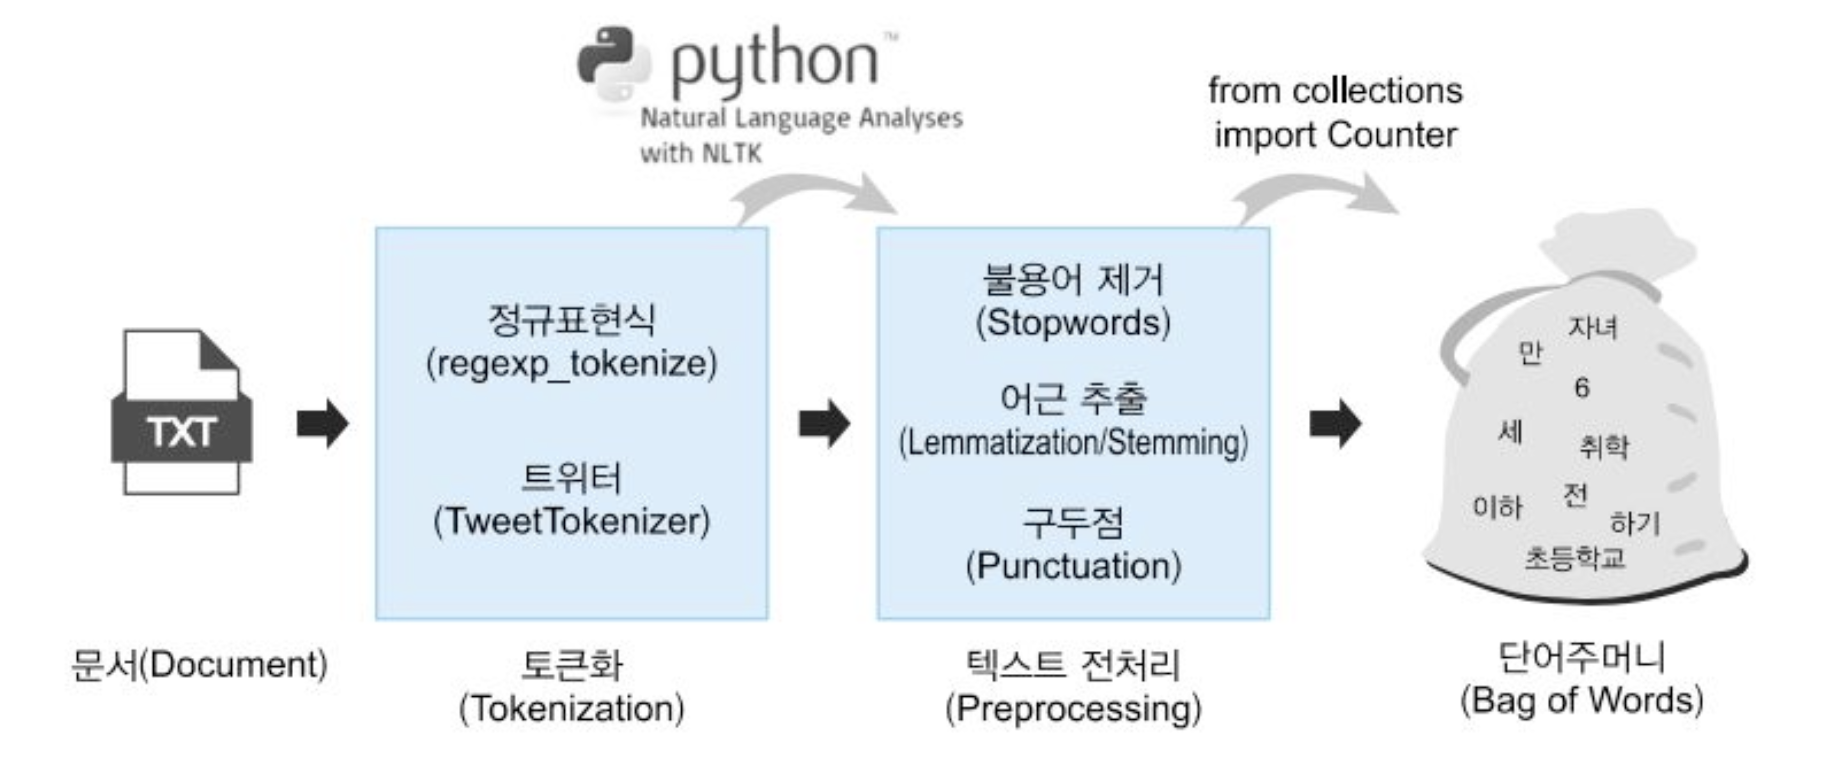 python™
Natural Language Analyses
with NLTK
from collections
import Counter
TXT
문서(Document)
정규표현식
(regexp_tokenize)
트위터
(TweetTokenizer)
토큰화
(Tokenization)
불용어 제거
(Stopwords)
어근 추출
(Lemmatization/Stemming)
구두점
(Punctuation)
텍스트 전처리
(Preprocessing)
자녀
만
6
세
취학
이하
전
하기
초등학교
단어주머니
(Bag of Words)